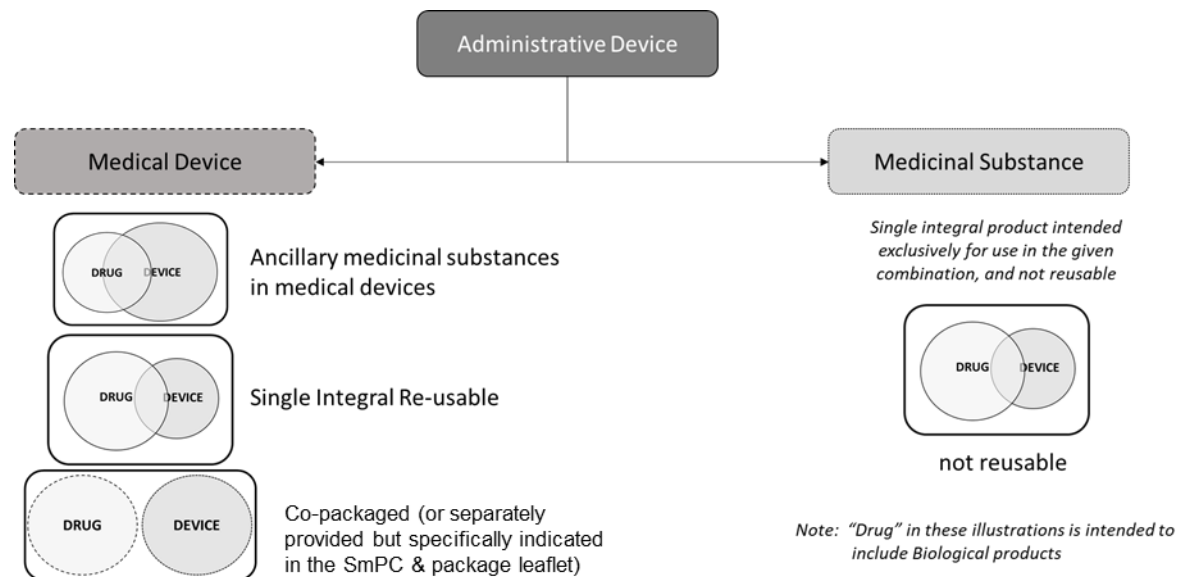 Administrative Device
Medical Device
DRUG
DEVICE
Ancillary medicinal substances
in medical devices
DRUG
DEVICE
Single Integral Re-usable
DRUG
DEVICE
Co-packaged (or separately
provided but specifically indicated
in the SmPC & package leaflet)
Medicinal Substance
Single integral product intended
exclusively for use in the given
combination, and not reusable
DRUG
DEVICE
not reusable
Note: “Drug” in these illustrations is intended to
include Biological products